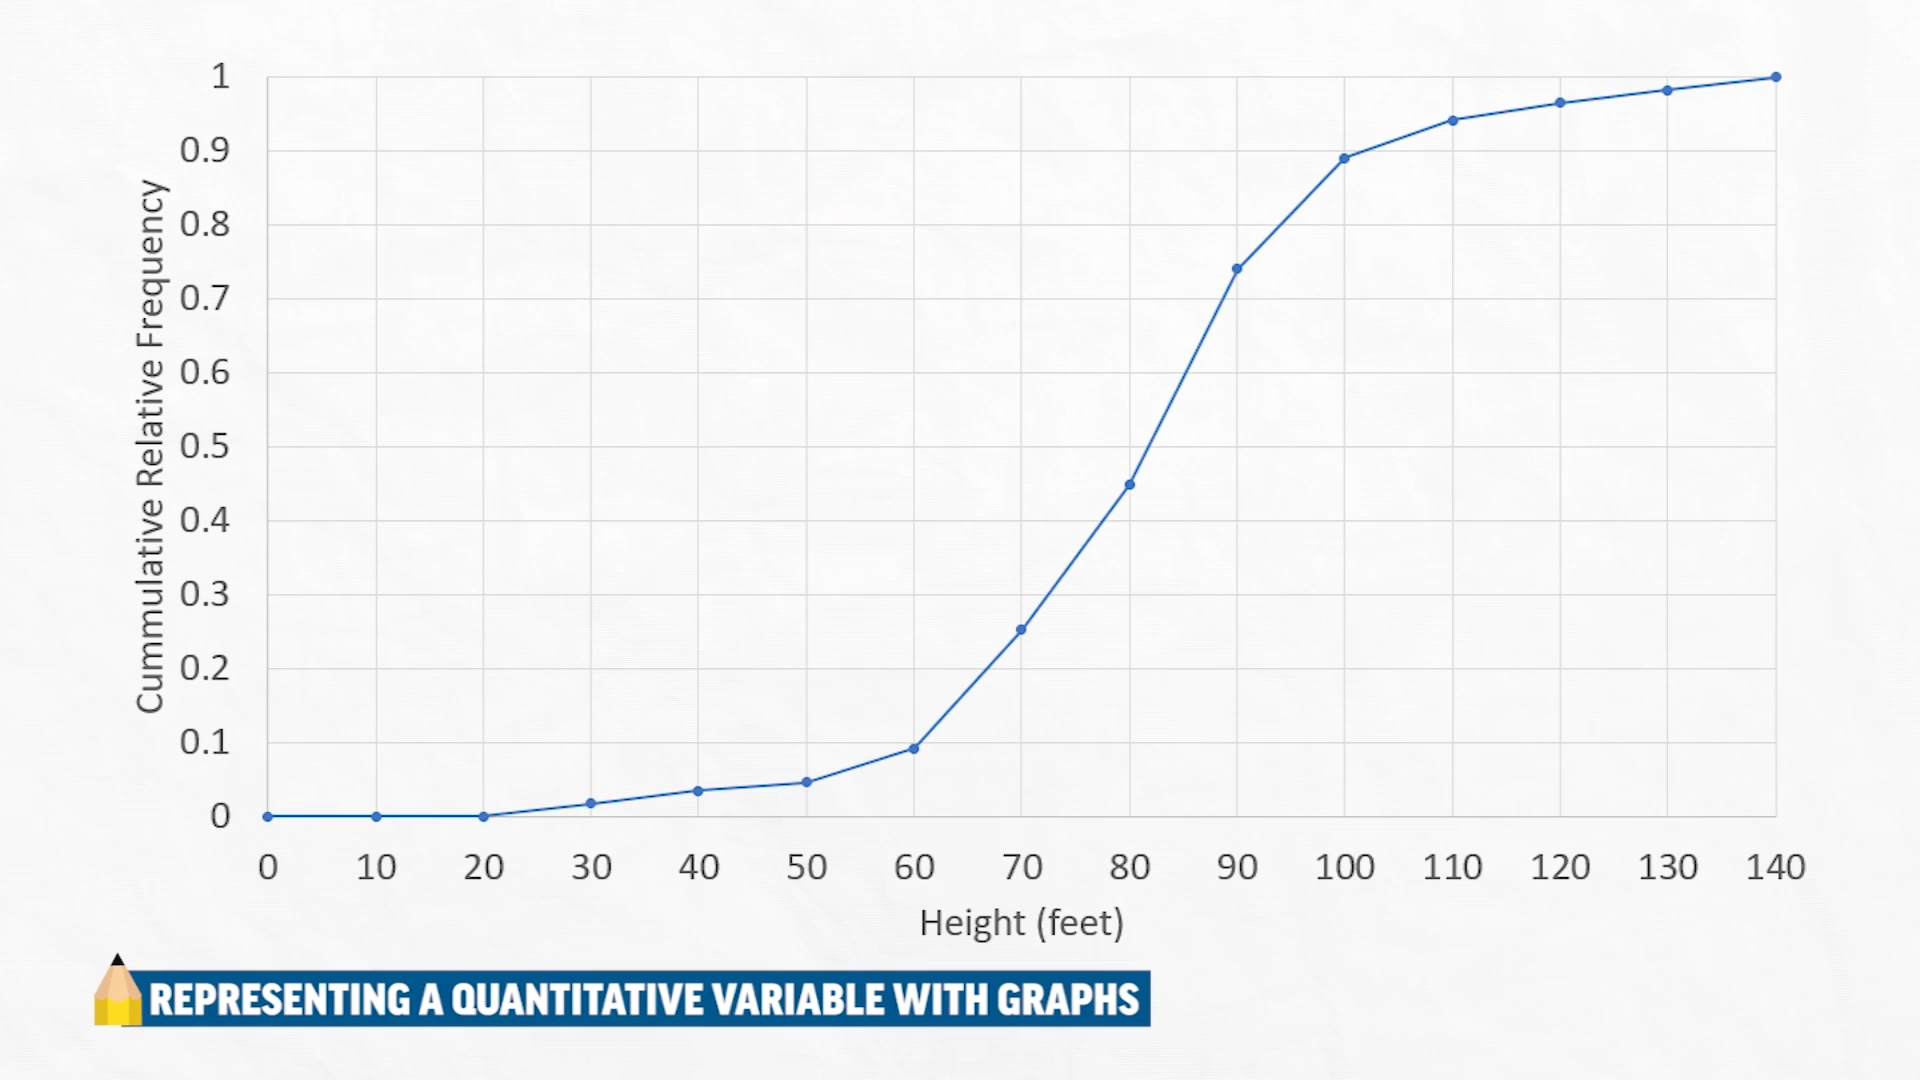 1
0.9
0.8
0.7
0.6
0.5
0.4
0.3
0.2
0.1
0
Cummulative Relative Frequency
0 10 20 30 40 50 60 70 80 90 100 110 120 130 140
Height (feet)
REPRESENTING A QUANTITATIVE VARIABLE WITH GRAPHS